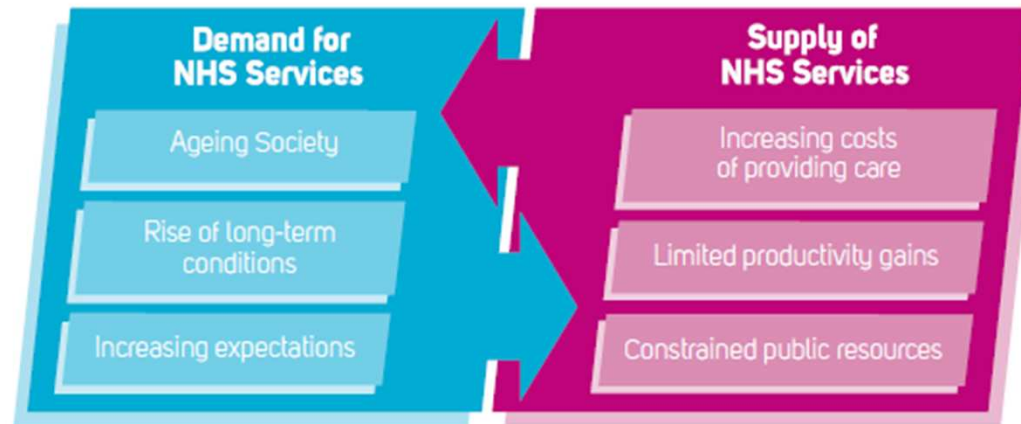 Demand for
NHS Services
Ageing Society
Rise of long-term
conditions
Increasing expectations
Supply of
NHS Services
Increasing costs
of providing care
Limited productivity gains
Constrained public resources